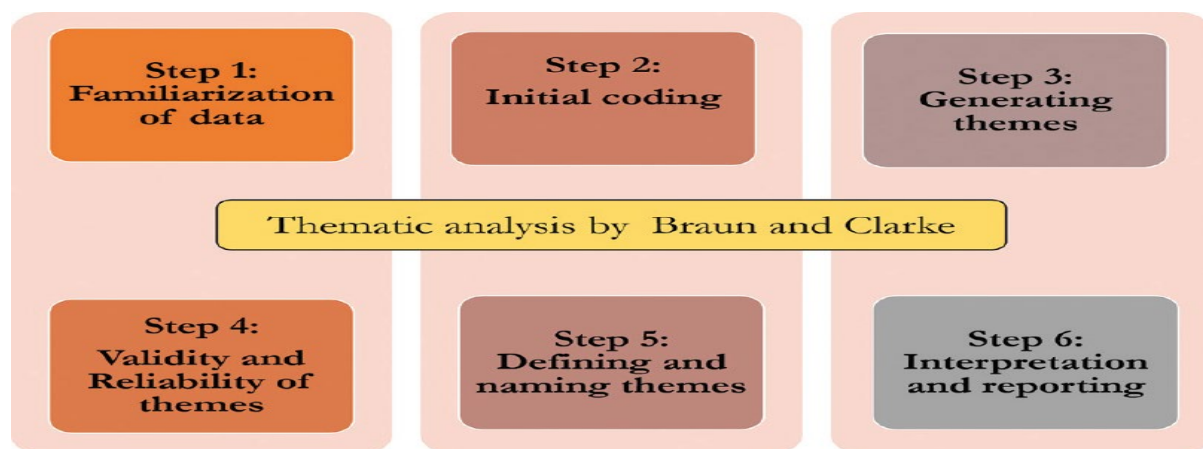 Step 1:
Familiarization
of data
Step 2:
Initial coding
Step 3:
Generating
themes
Thematic analysis by Braun and Clarke
Step 4:
Validity and
Reliability of
themes
Step 5:
Defining and
naming themes
Step 6:
Interpretation
and reporting